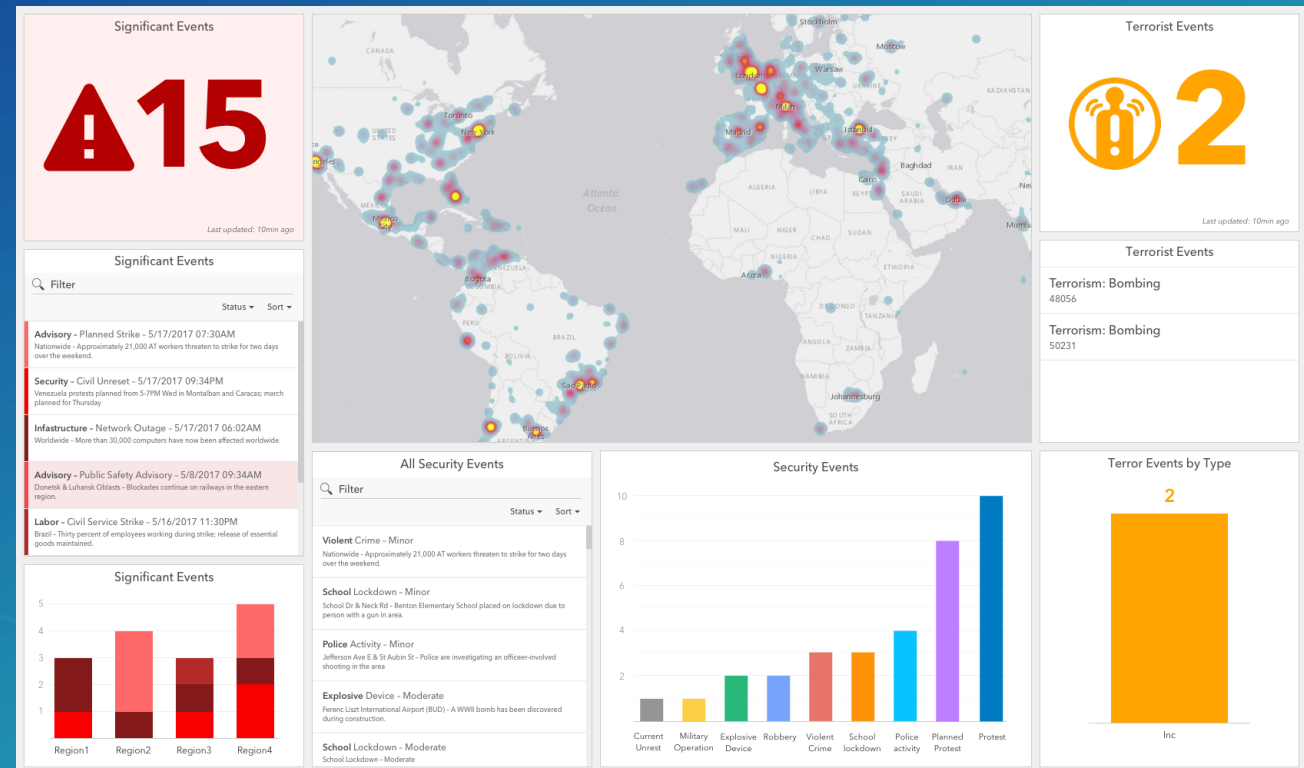 Significant Events
15
Last updated: 10min ago
Significant Events
Filter
Status
Sort
Advisory – Planned Strike - 5/17/2017 07:30AM
Nationwide - Approximately 21,000 AT workers threaten to strike for two days
over the weekend.
Security – Civil Unreset - 5/17/2017 09:34PM
Venezuela protests planned from 5-7PM Wed in Montalban and Caracas; march
planned for Thursday
Infastructure – Network Outage - 5/17/2017 06:02AM
Worldwide - More than 30,000 computers have now been affected worldwide.
Advisory – Public Safety Advisory - 5/8/2017 09:34AM
Donetsk & Luhansk Oblasts - Blockades continue on railways in the eastern
region.
Labor – Civil Service Strike - 5/16/2017 11:30PM
Brazil - Thirty percent of employees working during strike; release of essential
goods maintained.
Significant Events
5
4
3
2
1
Region1 Region2 Region3 Region4
CANADA
Stockholm
Moscow
London
Warsaw
UKRAINE
KAZAKHSTAN
Toronto
UNITED
STATES
New York
Madrid
Milan
Istanbul
Atlantic
Ocean
Baghdad
IRAN
Cairo
ALGERIA
LIBYA
EGYPT
SAUDI
ARABIA
Dubai
Mexico
MALI
NIGER
CHAD
SUDAN
NIGERIA
Accra
ETHIOPIA
Bogota
COLOMBIA
PERU
BRAZIL
BOLIVIA
DR CONGO
TANZANIA
ANGOLA
ZAMBIA
NAMIBIA
Johannesburg
SOUTH
AFRICA
Buenos
Aires
All Security Events
Filter
Status
Sort
Violent Crime – Minor
Nationwide - Approximately 21,000 AT workers threaten to strike for two days
over the weekend.
School Lockdown – Minor
School Dr & Neck Rd - Benton Elementary School placed on lockdown due to
person with a gun in area.
Police Activity – Minor
Jefferson Ave E & St Aubin St - Police are investigating an officer-involved
shooting in the area
Explosive Device – Moderate
Ferenc Liszt International Airport (BUD) - A WWII bomb has been discovered
during construction.
School Lockdown – Moderate
School Lockdown – Moderate
Security Events
10
8
6
4
2
Current
Unrest
Military
Operation
Explosive
Device
Robbery
Violent
Crime
School
lockdown
Police
activity
Planned
Protest
Protest
Terrorist Events
2
Last updated: 10min ago
Terrorist Events
Terrorism: Bombing
48056
Terrorism: Bombing
50231
Terror Events by Type
2
Inc